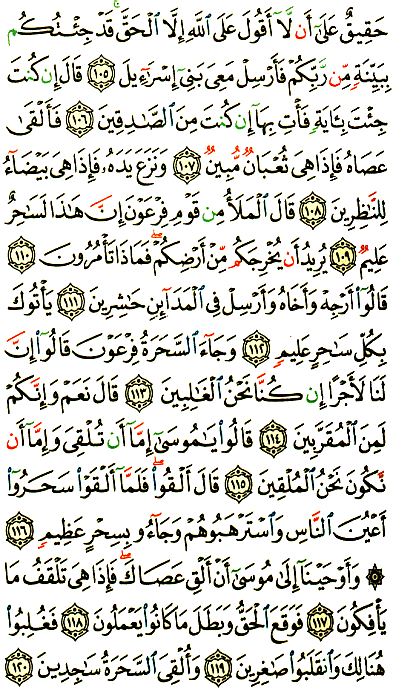 حَقِيقٌ عَلَىٰٓ أَن لَّآ أَقُولَ عَلَى ٱللَّهِ إِلَّا ٱلْحَقَّ ۚ قَدْ جِئْتُكُم
بِبَيِّنَةٍ مِّن رَّبِّكُمْ فَأَرْسِلْ مَعِىَ بَنِىٓ إِسْرَٰٓءِيلَ ١٠٥ قَالَ إِن كُنتَ
جِئْتَ بِـَٔايَةٍ فَأْتِ بِهَآ إِن كُنتَ مِنَ ٱلصَّٰدِقِينَ ١٠٦ فَأَلْقَىٰ
عَصَاهُ فَإِذَا هِىَ ثُعْبَانٌ مُّبِينٌ ١٠٧ وَنَزَعَ يَدَهُۥ فَإِذَا هِىَ بَيْضَآءُ
لِلنَّٰظِرِينَ ١٠٨ قَالَ ٱلْمَلَأُ مِن قَوْمِ فِرْعَوْنَ إِنَّ هَٰذَا لَسَٰحِرٌ
عَلِيمٌ ١٠٩ يُرِيدُ أَن يُخْرِجَكُم مِّنْ أَرْضِكُمْ ۖ فَمَاذَا تَأْمُرُونَ ١١٠
قَالُوٓا۟ أَرْجِهْ وَأَخَاهُ وَأَرْسِلْ فِى ٱلْمَدَآئِنِ حَٰشِرِينَ ١١١ يَأْتُوكَ
بِكُلِّ سَٰحِرٍ عَلِيمٍ ١١٢ وَجَآءَ ٱلسَّحَرَةُ فِرْعَوْنَ قَالُوٓا۟ إِنَّ
لَنَا لَأَجْرًا إِن كُنَّا نَحْنُ ٱلْغَٰلِبِينَ ١١٣ قَالَ نَعَمْ وَإِنَّكُمْ
لَمِنَ ٱلْمُقَرَّبِينَ ١١٤ قَالُوا۟ يَٰمُوسَىٰٓ إِمَّآ أَن تُلْقِىَ وَإِمَّآ أَن
نَّكُونَ نَحْنُ ٱلْمُلْقِينَ ١١٥ قَالَ أَلْقُوا۟ ۖ فَلَمَّآ أَلْقَوْا۟ سَحَرُوٓا۟
أَعْيُنَ ٱلنَّاسِ وَٱسْتَرْهَبُوهُمْ وَجَآءُو بِسِحْرٍ عَظِيمٍ ١١٦
۞ وَأَوْحَيْنَآ إِلَىٰ مُوسَىٰٓ أَنْ أَلْقِ عَصَاكَ ۖ فَإِذَا هِىَ تَلْقَفُ مَا
يَأْفِكُونَ ١١٧ فَوَقَعَ ٱلْحَقُّ وَبَطَلَ مَا كَانُوا۟ يَعْمَلُونَ ١١٨ فَغُلِبُوا۟
هُنَالِكَ وَٱنقَلَبُوا۟ صَٰغِرِينَ ١١٩ وَأُلْقِىَ ٱلسَّحَرَةُ سَٰجِدِينَ ١٢٠